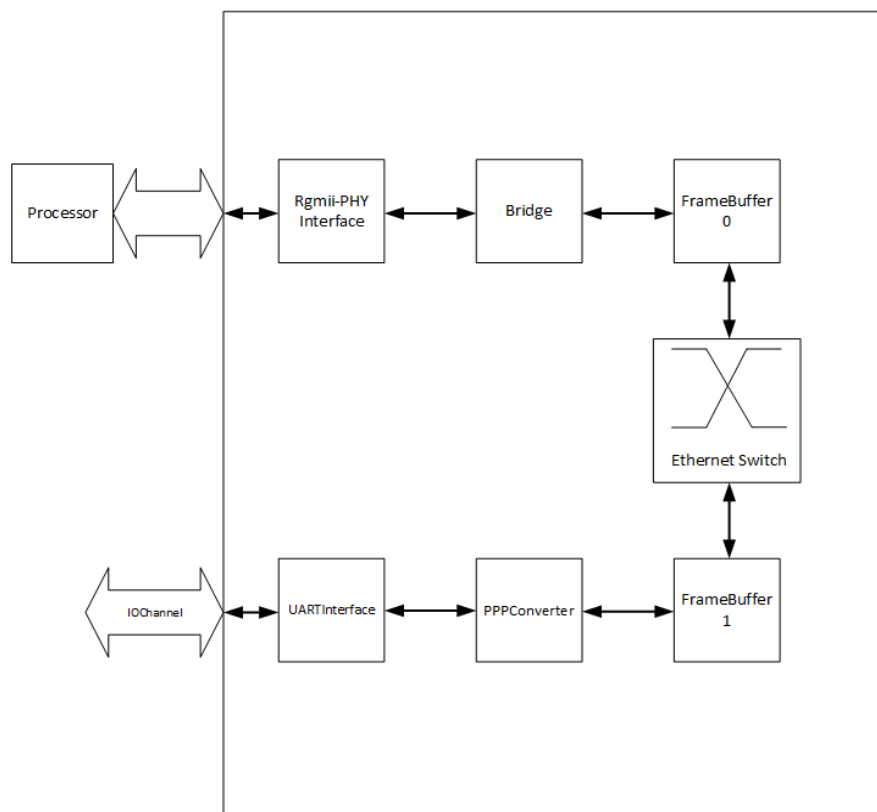 Processor
Rgmii-PHY
Interface
Bridge
FrameBuffer
0
Ethernet Switch
IOChannel
UARTInterface
PPPConverter
FrameBuffer
1